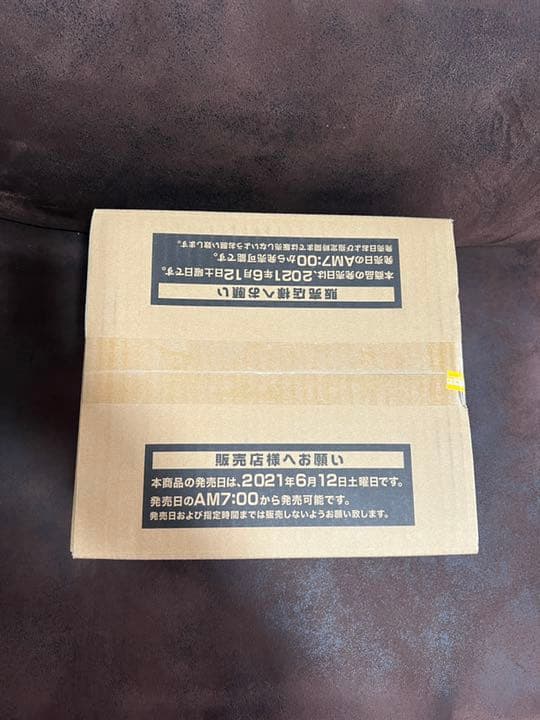 販売店様へお願い
本商品の発売日は、2021年6月12日土曜日です。
発売日のAM7:00から発売可能です。
発売日および指定時間までは販売しないようお願い致します。
販売店様へお願い
本商品の発売日は、2021年6月12日土曜日です。
発売日のAM7:00から発売可能です。
発売日および指定時間までは販売しないようお願い致します。